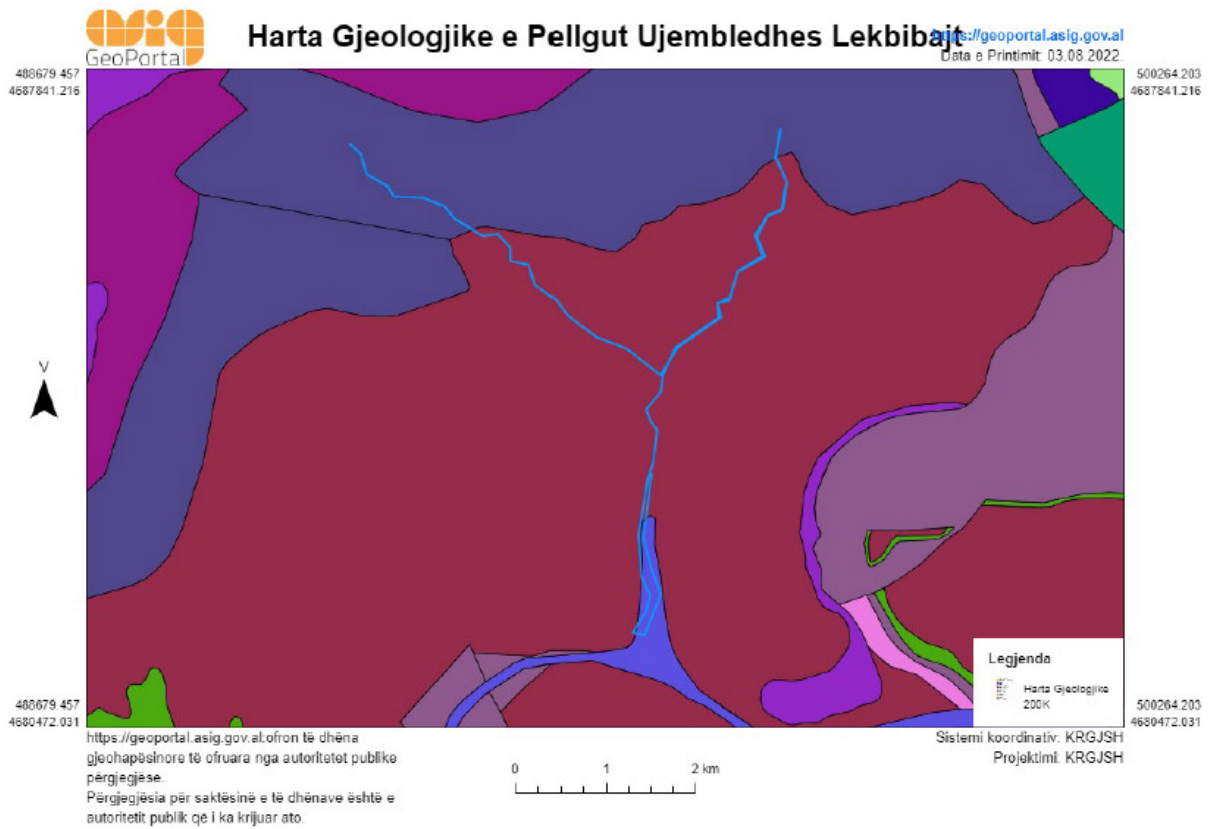 asig
GeoPortal
Harta Gjeologjike e Pellgut Ujembledhes Lekbibajt
https://geoportal.asig.gov.al
Data e Printimit: 03.08.2022.
488679.457
4687841.216
500264.203
4687841.216
V
Legjenda
Harta Gjeologjike
200K
488679.457
4680472.031
500264.203
4680472.031
https://geoportal.asig.gov.al:ofron të dhëna
gjeohapësinore të ofruara nga autoritetet publike
përgjegjëse.
Përgjegjësia për saktësinë e të dhënave është e
autoritetit publik që i ka krijuar ato.
0 1 2 km
Sistemi koordinativ: KRGJSH
Projektimi: KRGJSH